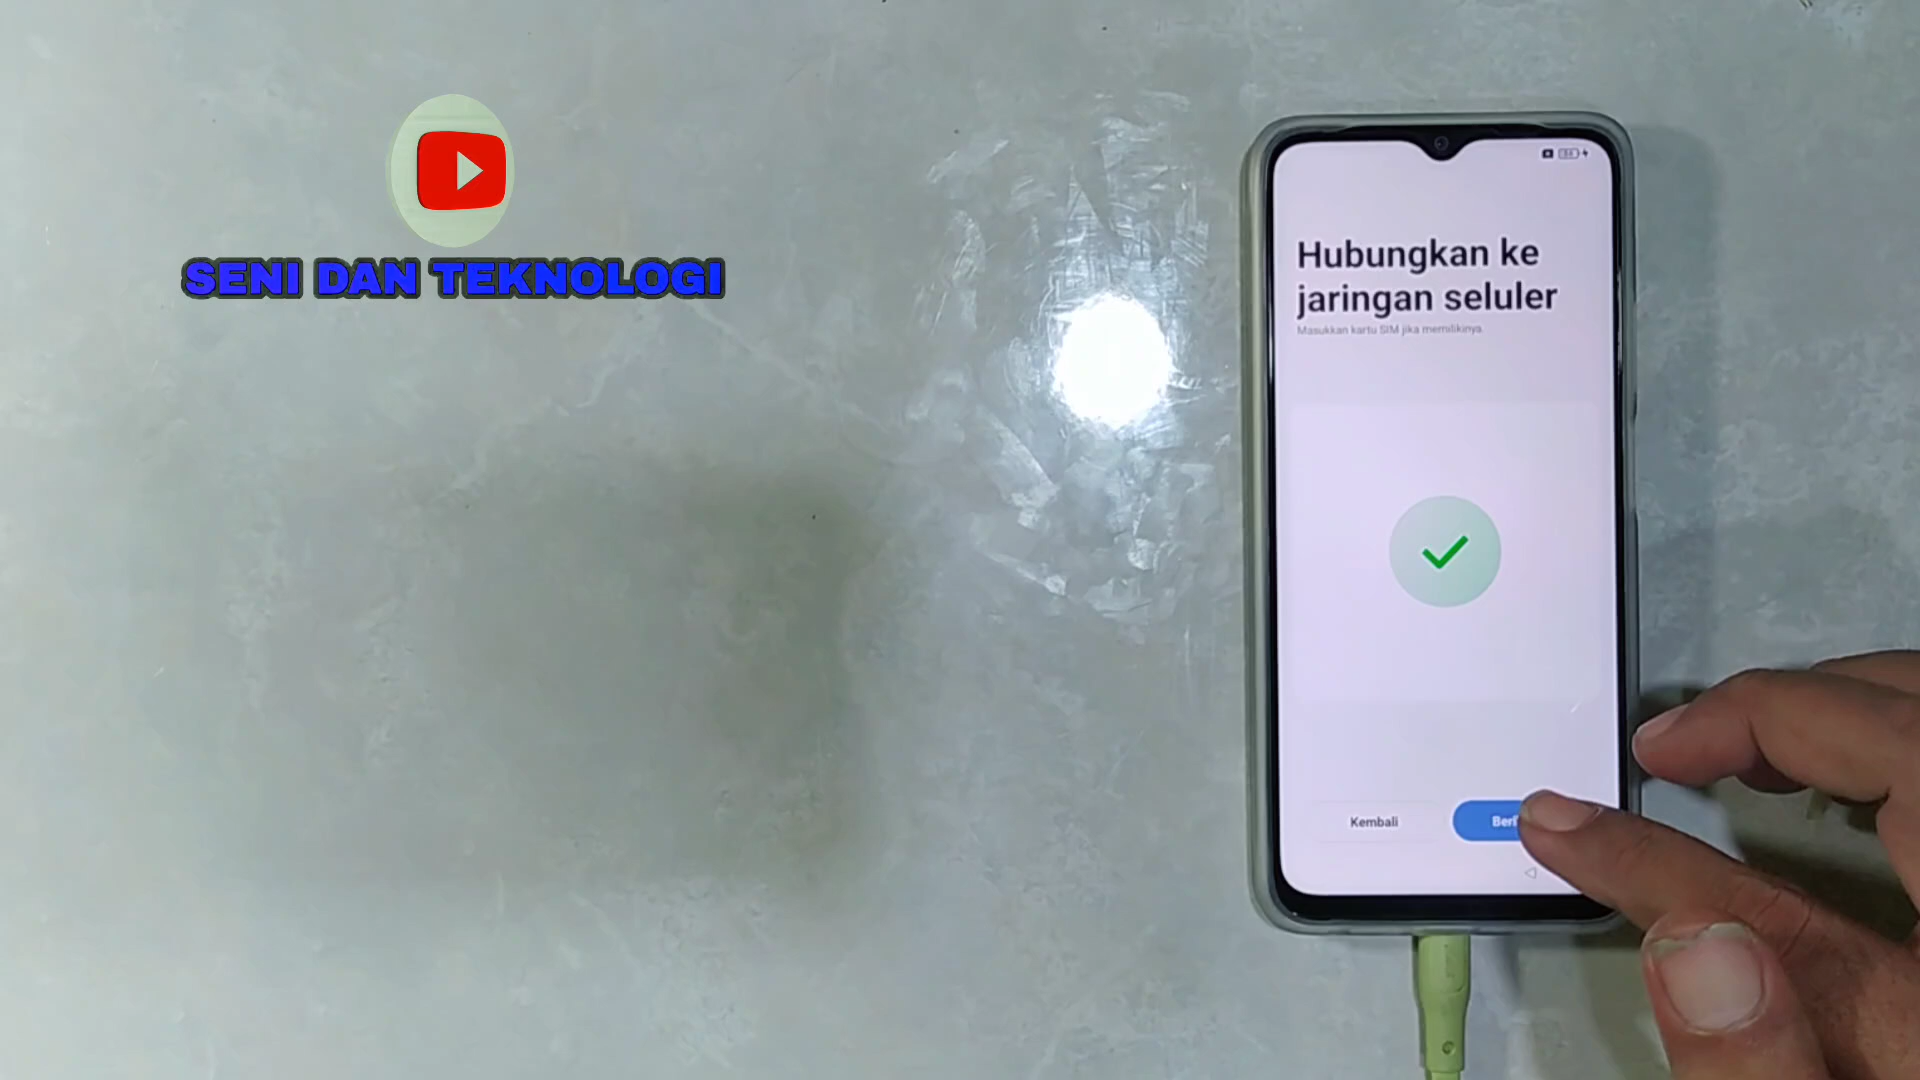 SENI DAN TEKNOLOGI
Hubungkan ke
jaringan seluler
Masukkan kartu SIM jika memilikinya.
Kembali